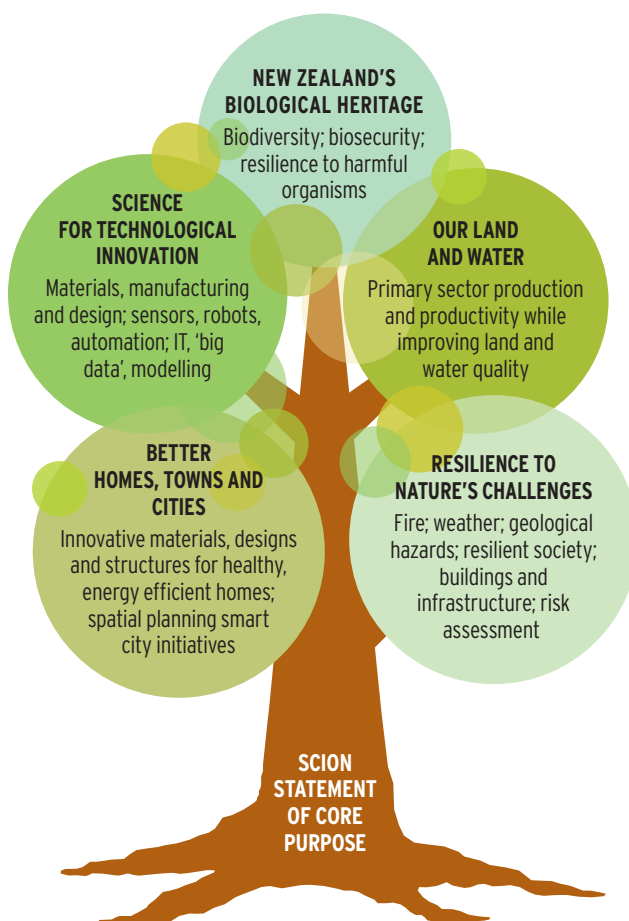 NEW ZEALAND'S
BIOLOGICAL HERITAGE
Biodiversity; biosecurity;
resilience to harmful
organisms
SCIENCE
FOR TECHNOLOGICAL
INNOVATION
Materials, manufacturing
and design; sensors, robots,
automation; IT, 'big
data', modelling
OUR LAND
AND WATER
Primary sector production
and productivity while
improving land and
water quality
BETTER
HOMES, TOWNS AND
CITIES
Innovative materials, designs
and structures for healthy,
energy efficient homes;
spatial planning smart
city initiatives
RESILIENCE TO
NATURE'S CHALLENGES
Fire; weather; geological
hazards; resilient society;
buildings and
infrastructure; risk
assessment
SCION
STATEMENT
OF CORE
PURPOSE